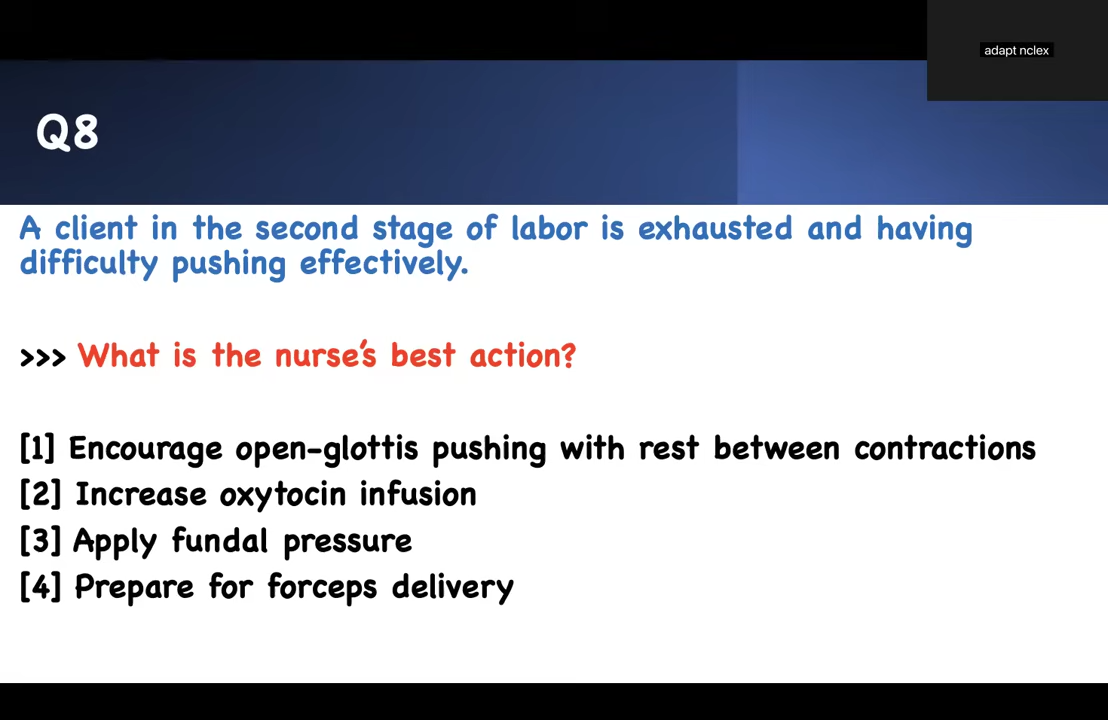 adapt nclex
Q8
A client in the second stage of labor is exhausted and having
difficulty pushing effectively.
>>> What is the nurse's best action?
[1] Encourage open-glottis pushing with rest between contractions
[2] Increase oxytocin infusion
[3] Apply fundal pressure
[4] Prepare for forceps delivery